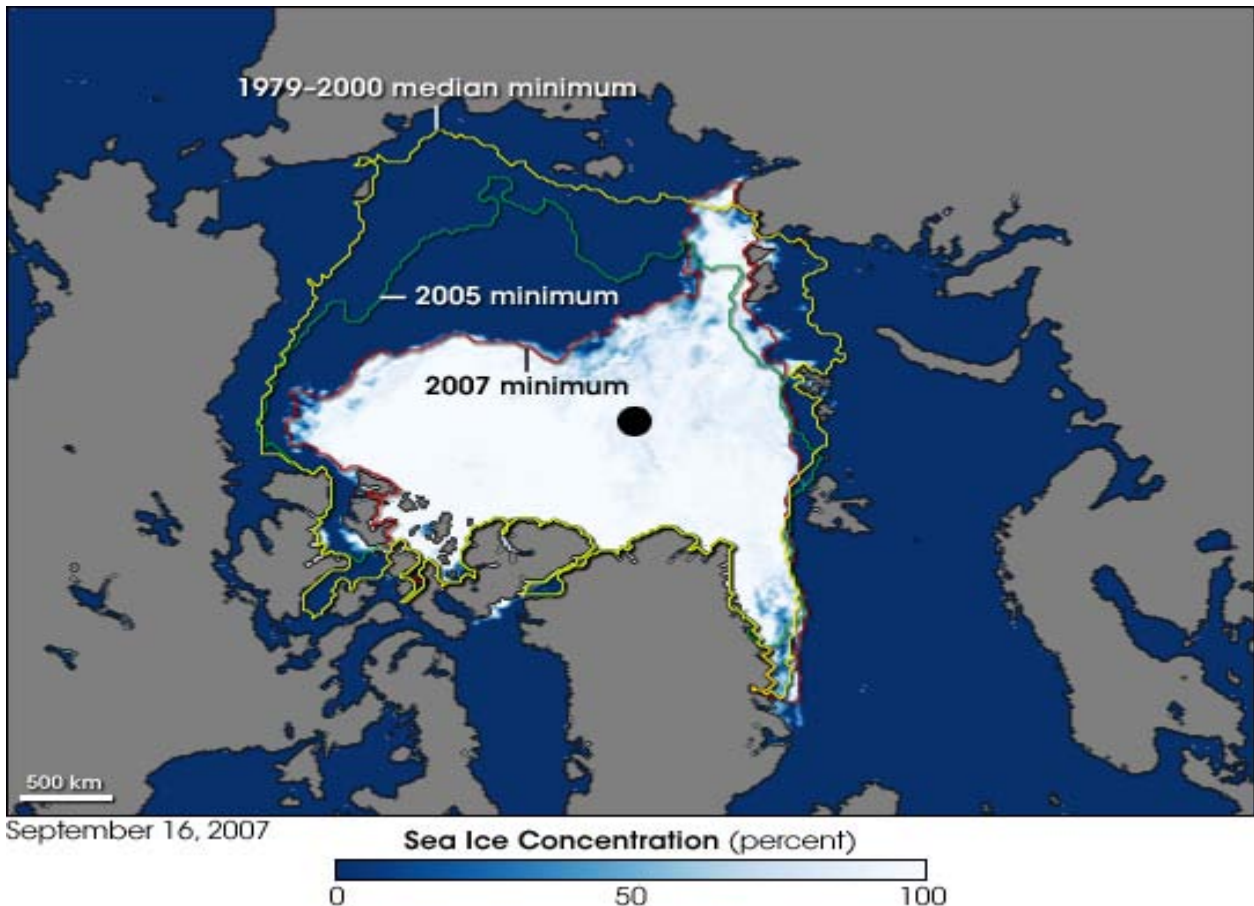 1979–2000 median minimum
2005 minimum
2007 minimum
500 km
September 16, 2007
Sea Ice Concentration (percent)
0 50 100